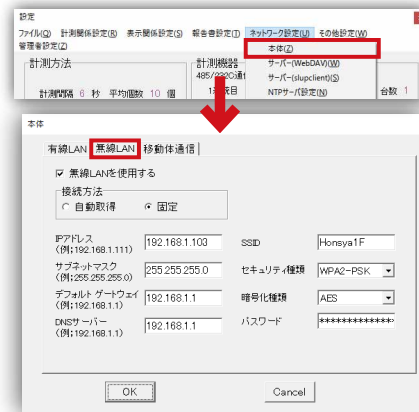 設定
ファイル(O) 計測関係設定(R) 表示関係設定(S) 報告書設定(T) ネットワーク設定(U) その他設定(W)
管理者設定(Z)
本体(Z)
サーバー(WebDAV)(W)
サーバー(slupclient)(S)
NTPサーバ設定(N)
計測方法
計測機器
485/232C通信
計測間隔 6 秒 平均個数 10 個
台数 1
本体
有線LAN 無線LAN 移動体通信
無線LANを使用する
接続方法
自動取得 固定
IPアドレス
(例;192.168.1.111)
192.168.1.103
SSID
Honsya1F
サブネットマスク
(例;255.255.255.0)
255.255.255.0
セキュリティ種類
WPA2-PSK
デフォルト ゲートウェイ
(例;192.168.1.1)
192.168.1.1
暗号化種類
AES
DNSサーバー
(例;192.168.1.1)
192.168.1.1
パスワード
**************
OK
Cancel